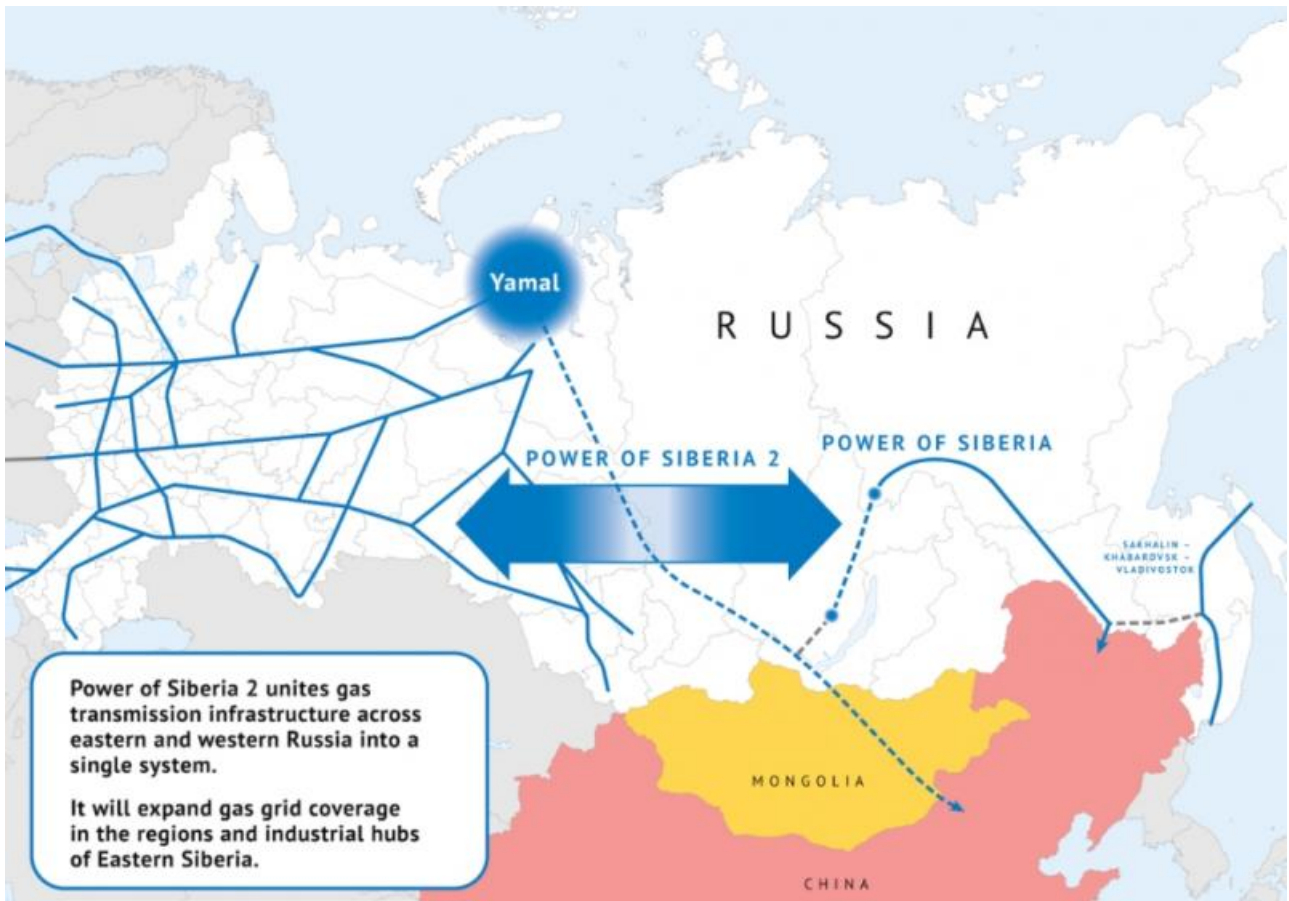 Yamal
RUSSIA
POWER OF SIBERIA
POWER OF SIBERIA 2
SAKHALIN –
KHABAROVSK –
VLADIVOSTOK
Power of Siberia 2 unites gas
transmission infrastructure across
eastern and western Russia into a
single system.
It will expand gas grid coverage
in the regions and industrial hubs
of Eastern Siberia.
MONGOLIA
CHINA